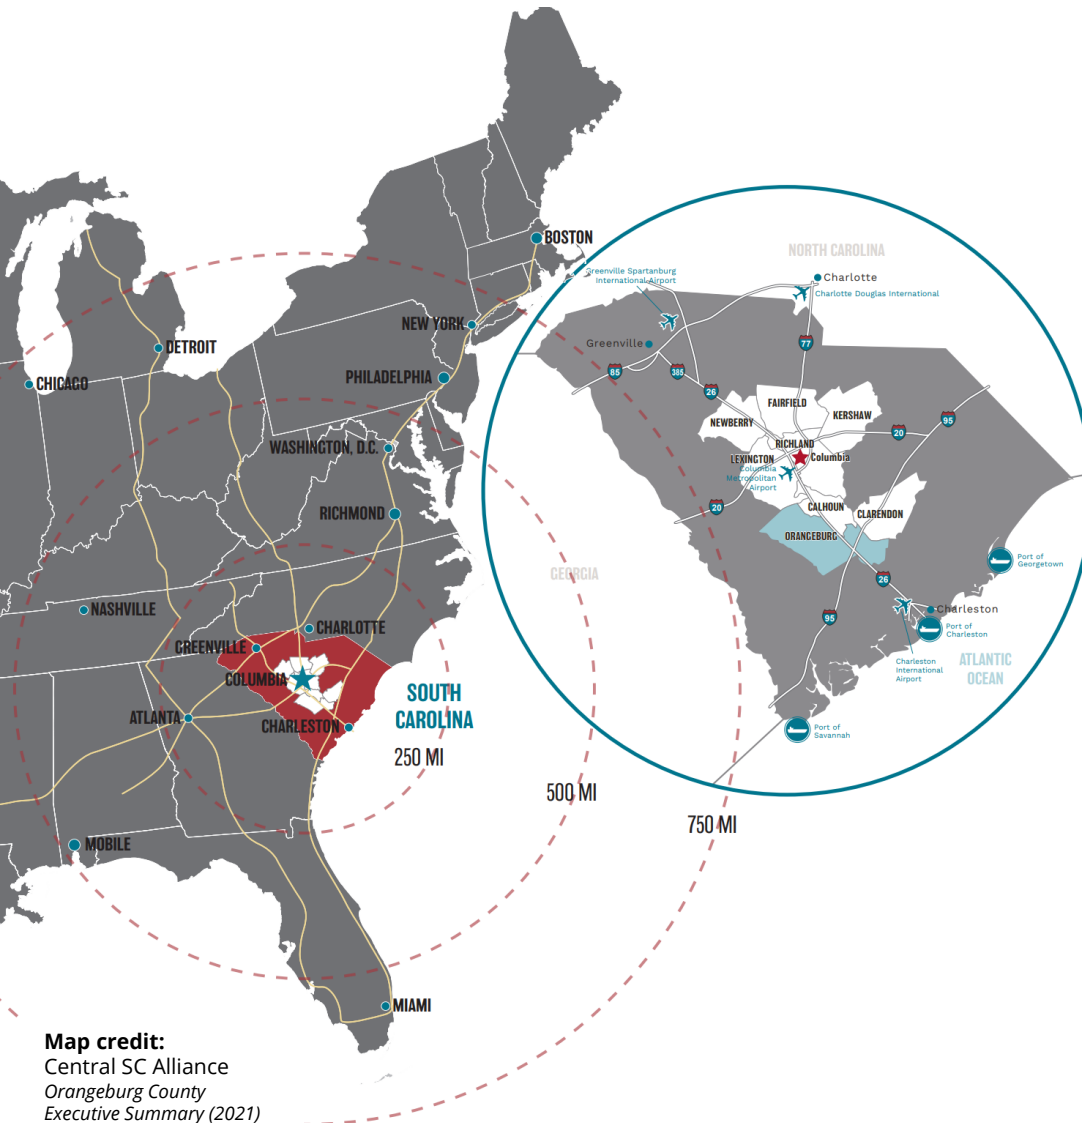 BOSTON
NEW YORK
DETROIT
CHICAGO
PHILADELPHIA
WASHINGTON, D.C.
RICHMOND
NASHVILLE
CHARLOTTE
GREENVILLE
COLUMBIA
ATLANTA
CHARLESTON
SOUTH
CAROLINA
250 MI
500 MI
750 MI
MOBILE
MIAMI
NORTH CAROLINA
Charlotte
Greenville Spartanburg
International Airport
Charlotte Douglas International
Greenville
77
85
385
26
FAIRFIELD
KERSHAW
NEWBERRY
95
20
RICHLAND
LEXINGTON
Columbia
Columbia
Metropolitan
Airport
20
CALHOUN
CLARENDON
ORANGEBURG
GEORGIA
Port of
Georgetown
26
95
Charleston
Port of
Charleston
Charleston
International
Airport
ATLANTIC
OCEAN
Port of
Savannah
Map credit:
Central SC Alliance
Orangeburg County
Executive Summary (2021)